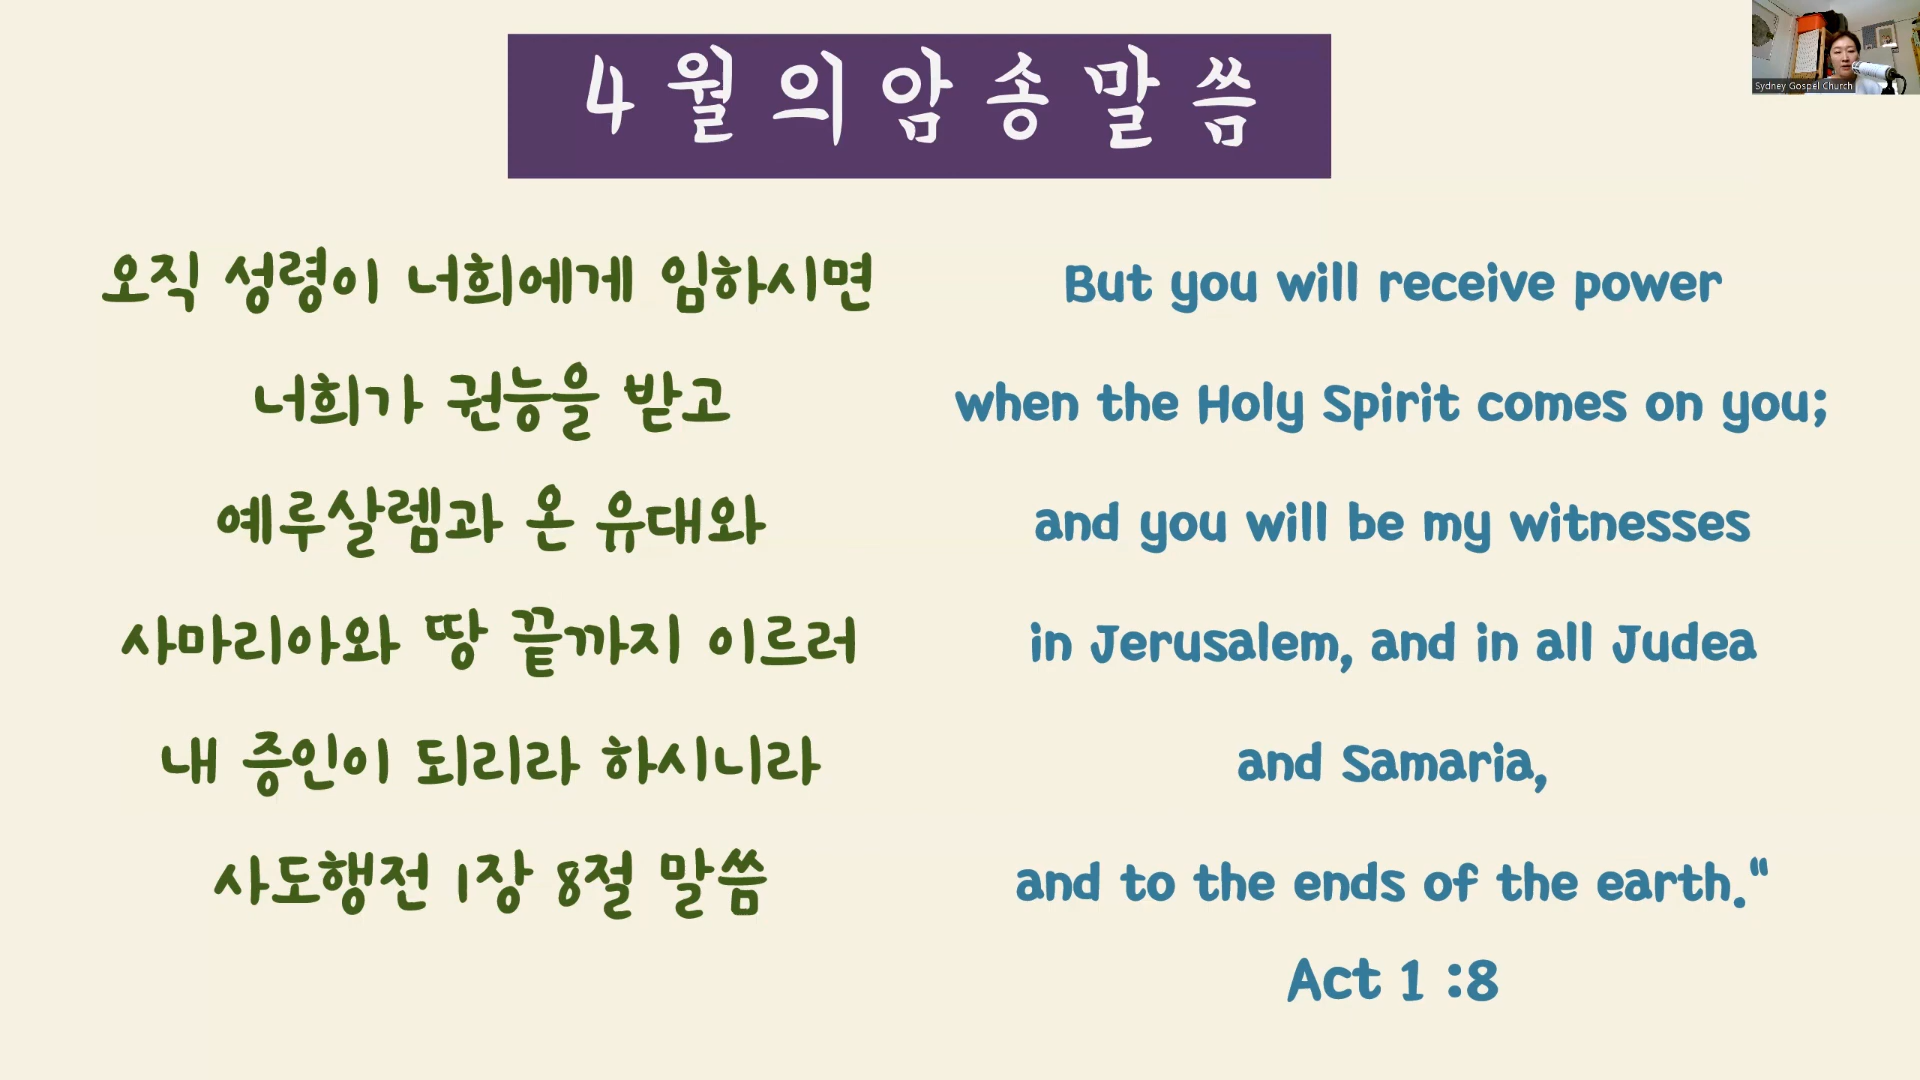 4월의암송말씀
Sydney Gospel Church
오직 성령이 너희에게 임하시면
너희가 권능을 받고
예루살렘과 온 유대와
사마리아와 땅 끝까지 이르러
내 증인이 되리라 하시니라
사도행전 1장 8절 말씀
But you will receive power
when the Holy Spirit comes on you;
and you will be my witnesses
in Jerusalem, and in all Judea
and Samaria,
and to the ends of the earth."
Act 1 :8